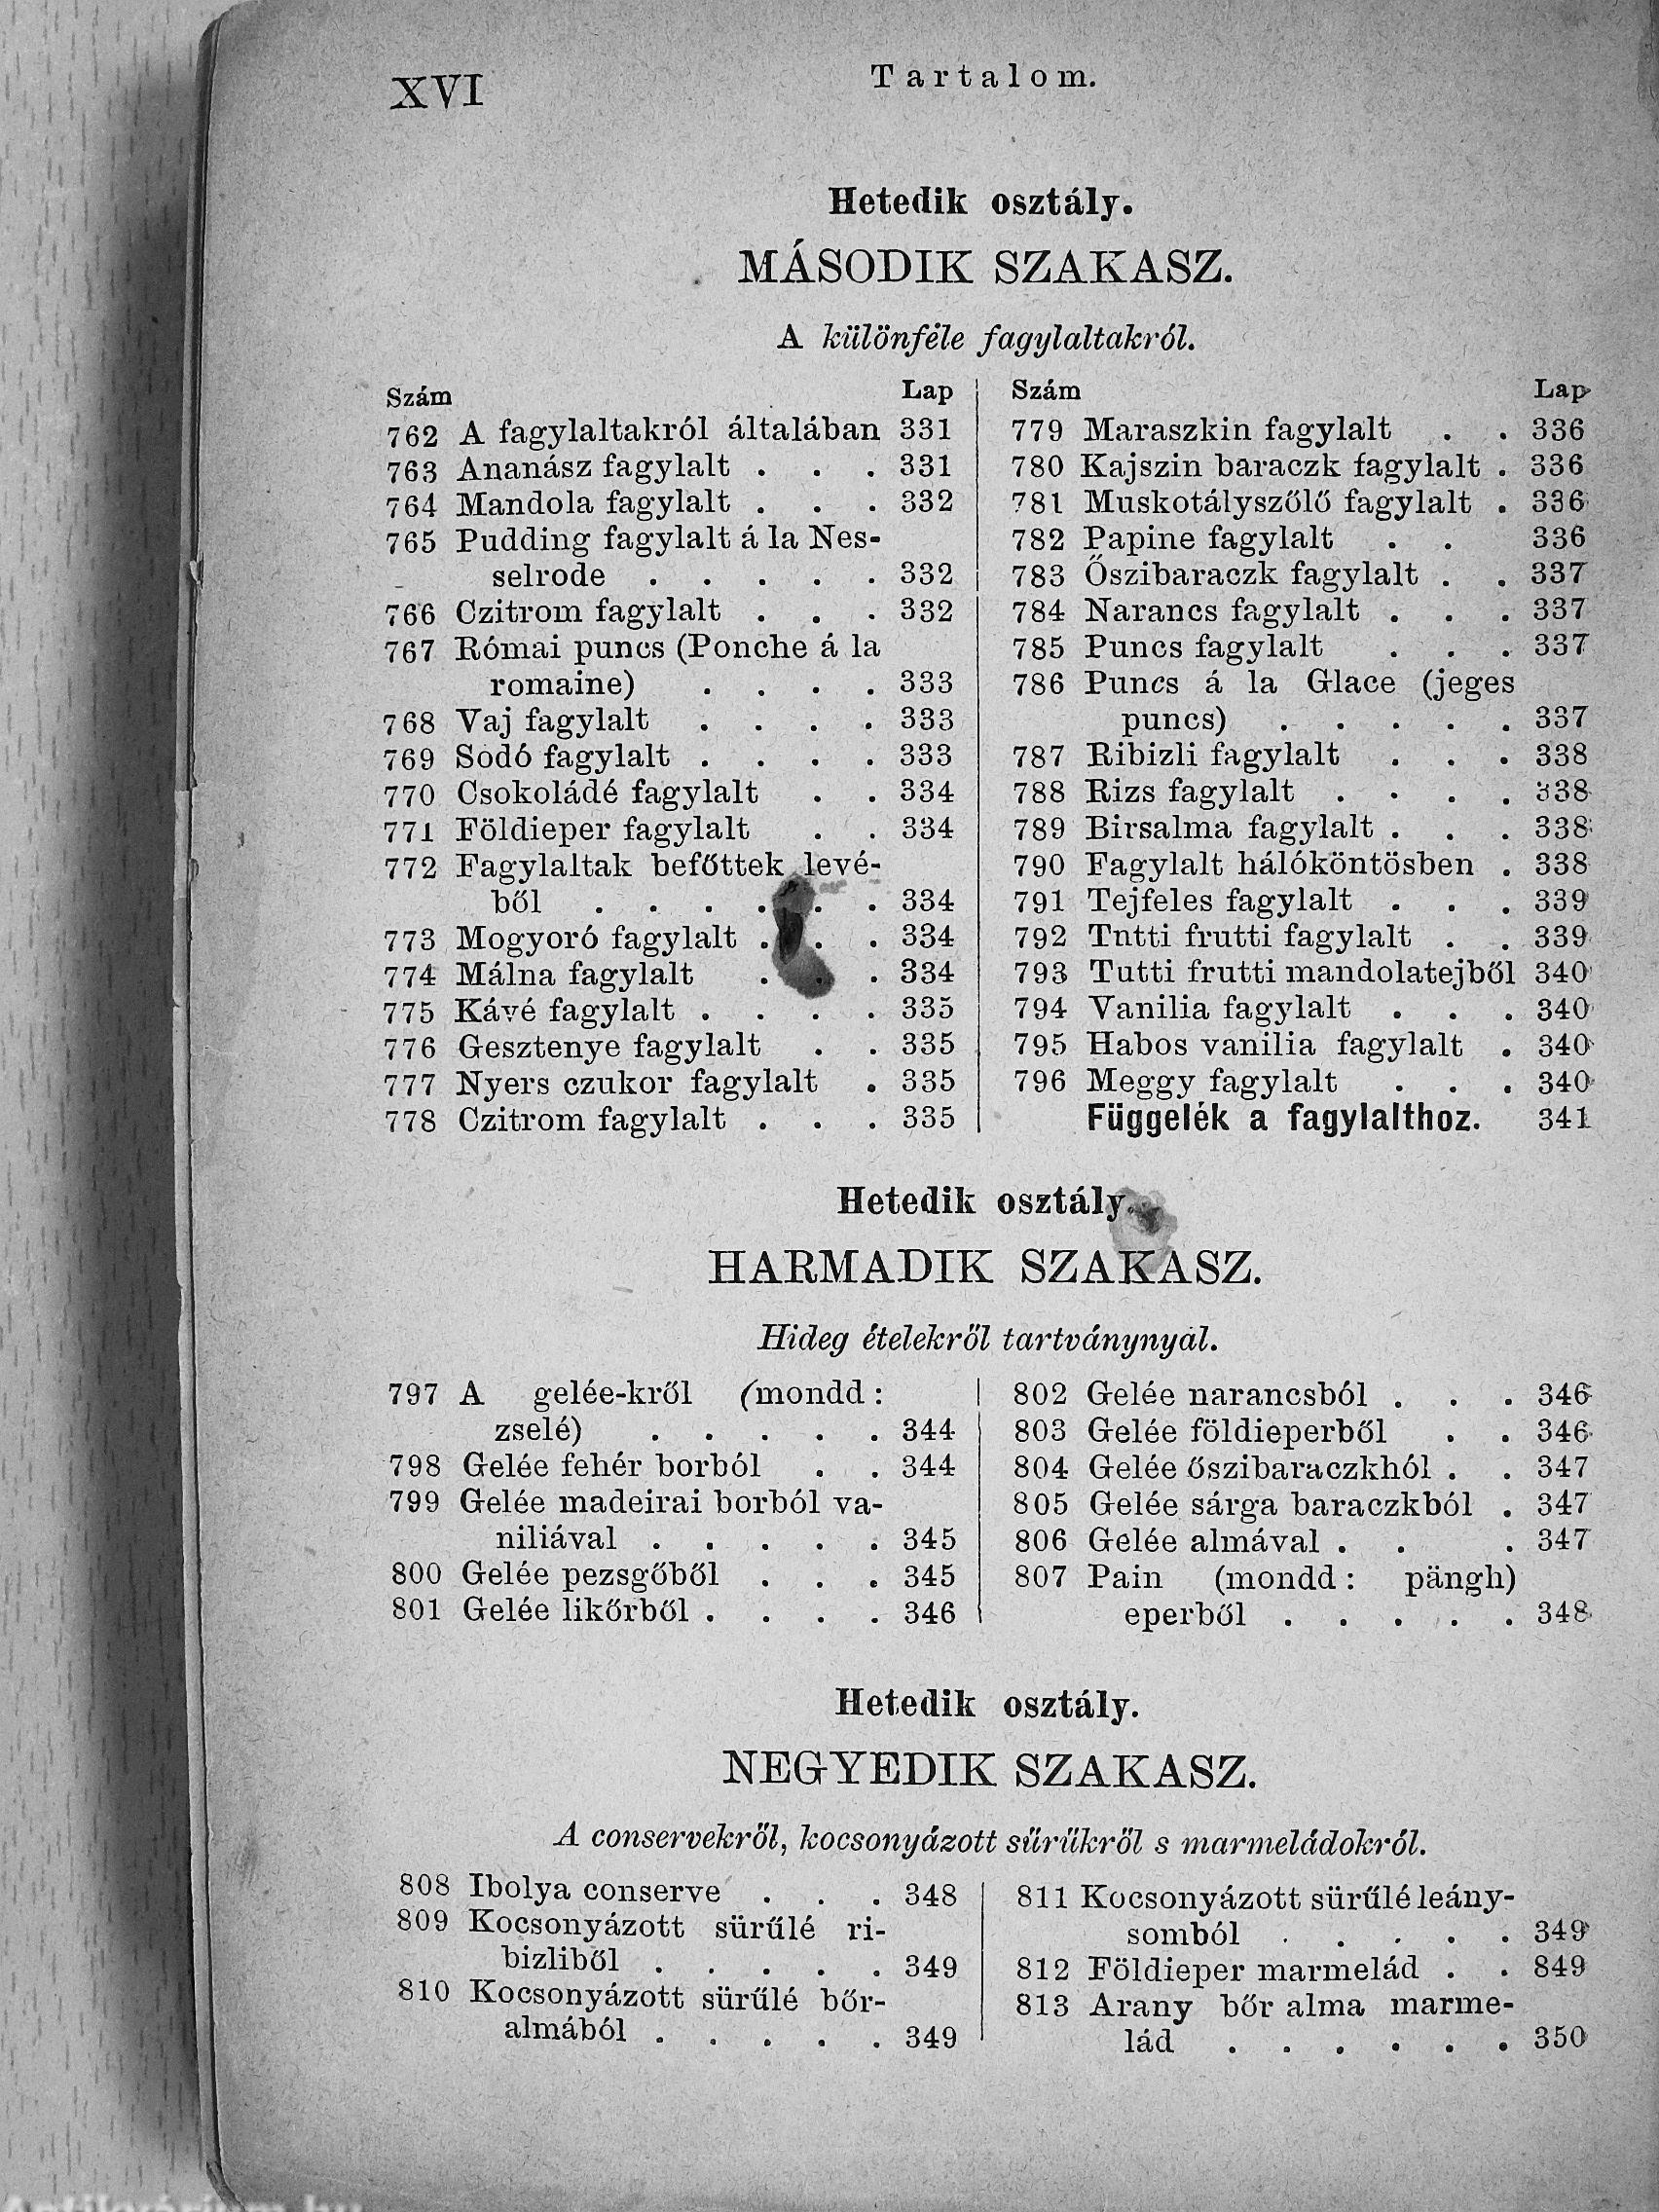 XVI
Tartalom.
Hetedik osztály.
MÁSODIK SZAKASZ.
A különféle fagylaltakról.
Szám Lap
762 A fagylaltakról általában 331
763 Ananász fagylalt . . . 331
764 Mandola fagylalt . . . 332
765 Pudding fagylalt á la Nes-
selrode . . . . . 332
766 Czitrom fagylalt . . . 332
767 Római puncs (Ponche á la
romaine) . . . . 333
768 Vaj fagylalt . . . . 333
769 Sodó fagylalt . . . . 333
770 Csokoládé fagylalt . . 334
771 Földieper fagylalt . . 334
772 Fagylaltak befőttek levé-
ből . . . . . . 334
773 Mogyoró fagylalt . . . 334
774 Málna fagylalt . . . 334
775 Kávé fagylalt . . . . 335
776 Gesztenye fagylalt . . 335
777 Nyers czukor fagylalt . 335
778 Czitrom fagylalt . . . 335
Szám Lap
779 Maraszkin fagylalt . . 336
780 Kajszin baraczk fagylalt . 336
781 Muskotályszőlő fagylalt . 336
782 Papine fagylalt . . 336
783 Őszibaraczk fagylalt . . 337
784 Narancs fagylalt . . . 337
785 Puncs fagylalt . . . 337
786 Puncs á la Glace (jeges
puncs) . . . . . 337
787 Ribizli fagylalt . . . 338
788 Rizs fagylalt . . . . 338
789 Birsalma fagylalt . . . 338
790 Fagylalt hálóköntösben . 338
791 Tejfeles fagylalt . . . 339
792 Tntti frutti fagylalt . . 339
793 Tutti frutti mandolatejből 340
794 Vanilia fagylalt . . . 340
795 Habos vanilia fagylalt . 340
796 Meggy fagylalt . . . 340
Függelék a fagylalthoz. 341
Hetedik osztály.
HARMADIK SZAKASZ.
Hideg ételekről tartványnyal.
797 A gelée-kről (mondd:
zselé) . . . . . 344
798 Gelée fehér borból . . 344
799 Gelée madeirai borból va-
niliával . . . . . 345
800 Gelée pezsgőből . . . 345
801 Gelée likőrből . . . . 346
802 Gelée narancsból . . . 346
803 Gelée földieperből . . 346
804 Gelée őszibaraczkhól . . 347
805 Gelée sárga baraczkból . 347
806 Gelée almával . . . 347
807 Pain (mondd: pängh)
eperből . . . . . 348
Hetedik osztály.
NEGYEDIK SZAKASZ.
A conservekről, kocsonyázott sűrűkről s marmeládokról.
808 Ibolya conserve . . . 348
809 Kocsonyázott sürűlé ri-
bizliből . . . . . 349
810 Kocsonyázott sürűlé bőr-
almából . . . . . 349
811 Kocsonyázott sürűlé leány-
somból . . . . . 349
812 Földieper marmelád . . 849
813 Arany bőr alma marme-
lád . . . . . . 350
Antikvárium.hu